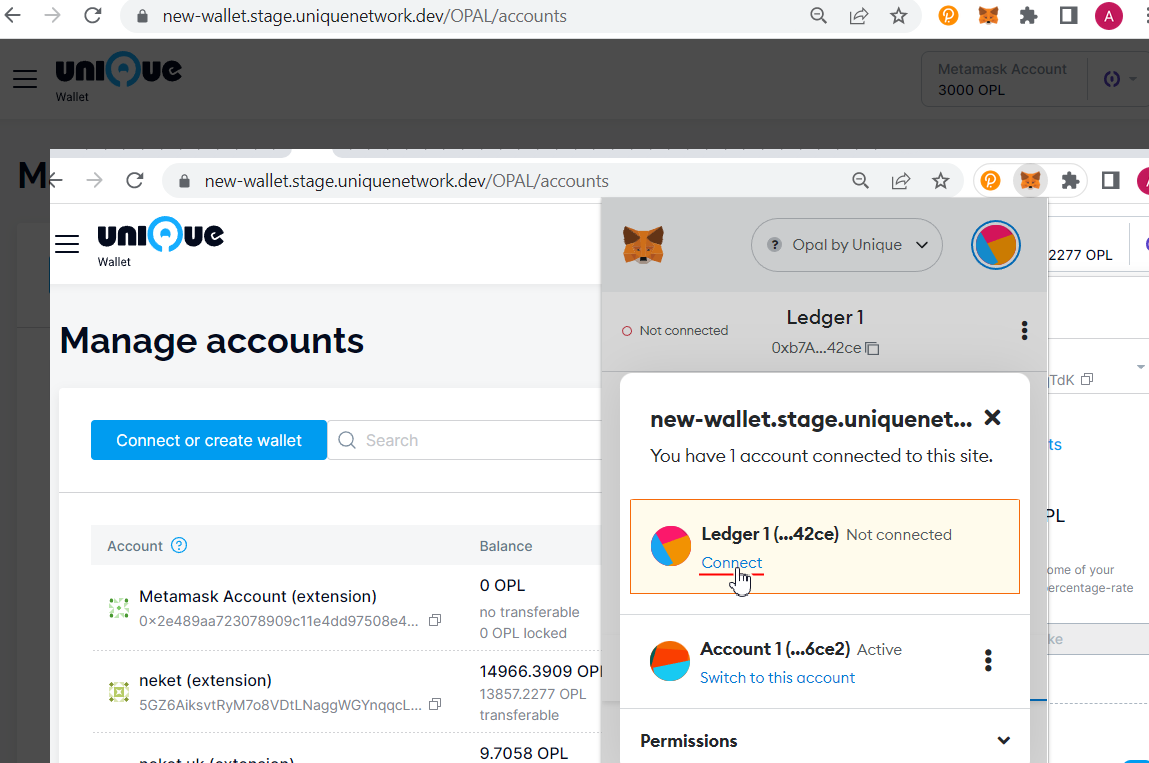 new-wallet.stage.uniquenetwork.dev/OPAL/accounts
A
UNIQUE
Wallet
Metamask Account
3000 OPL
M
new-wallet.stage.uniquenetwork.dev/OPAL/accounts
UNIQUE
Wallet
Opal by Unique
2277 OPL
Manage accounts
Not connected
Ledger 1
0xb7A...42ce
TdK
Connect or create wallet
Search
new-wallet.stage.uniquenet...
You have 1 account connected to this site.
ts
PL
Account
Balance
Ledger 1 (...42ce) Not connected
Connect
ome of your
ercentage-rate
Metamask Account (extension)
0x2e489aa723078909c11e4dd97508e4...
0 OPL
no transferable
0 OPL locked
ke
Account 1 (...6ce2) Active
Switch to this account
neket (extension)
5GZ6AiksvtRyM7o8VDtLNaggWGYnqqcL...
14966.3909 OPL
13857.2277 OPL
transferable
Permissions
neket uk (extension)
9.7058 OPL